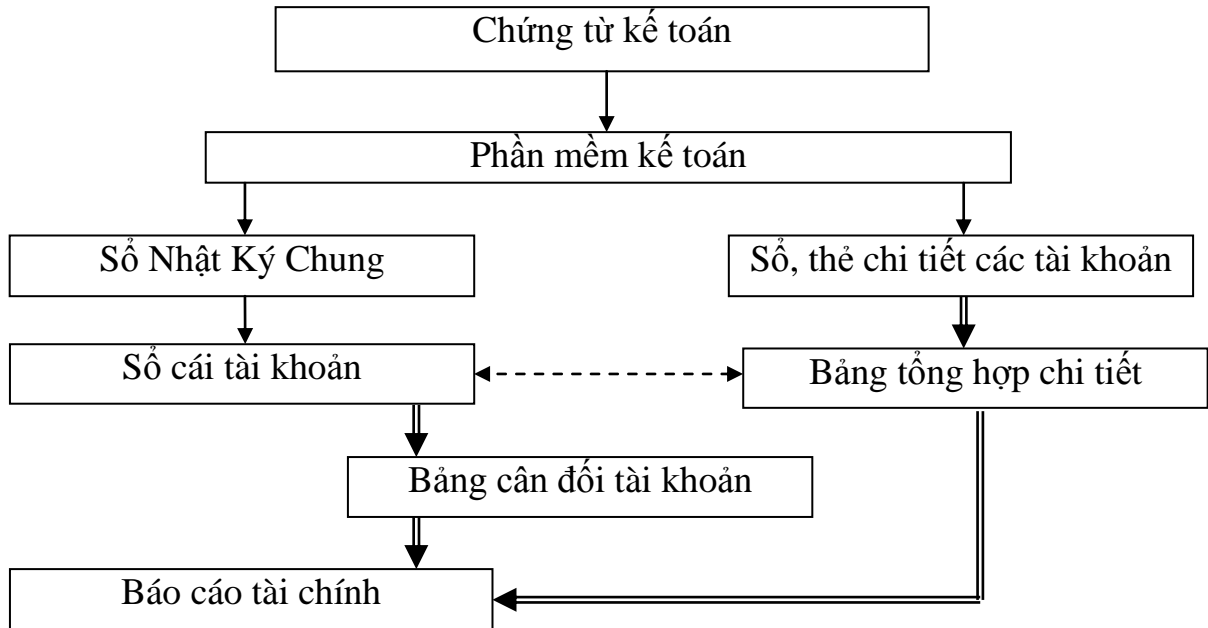 Chứng từ kế toán
Phần mềm kế toán
Sổ Nhật Ký Chung
Sổ, thẻ chi tiết các tài khoản
Sổ cái tài khoản
Bảng tổng hợp chi tiết
Bảng cân đối tài khoản
Báo cáo tài chính